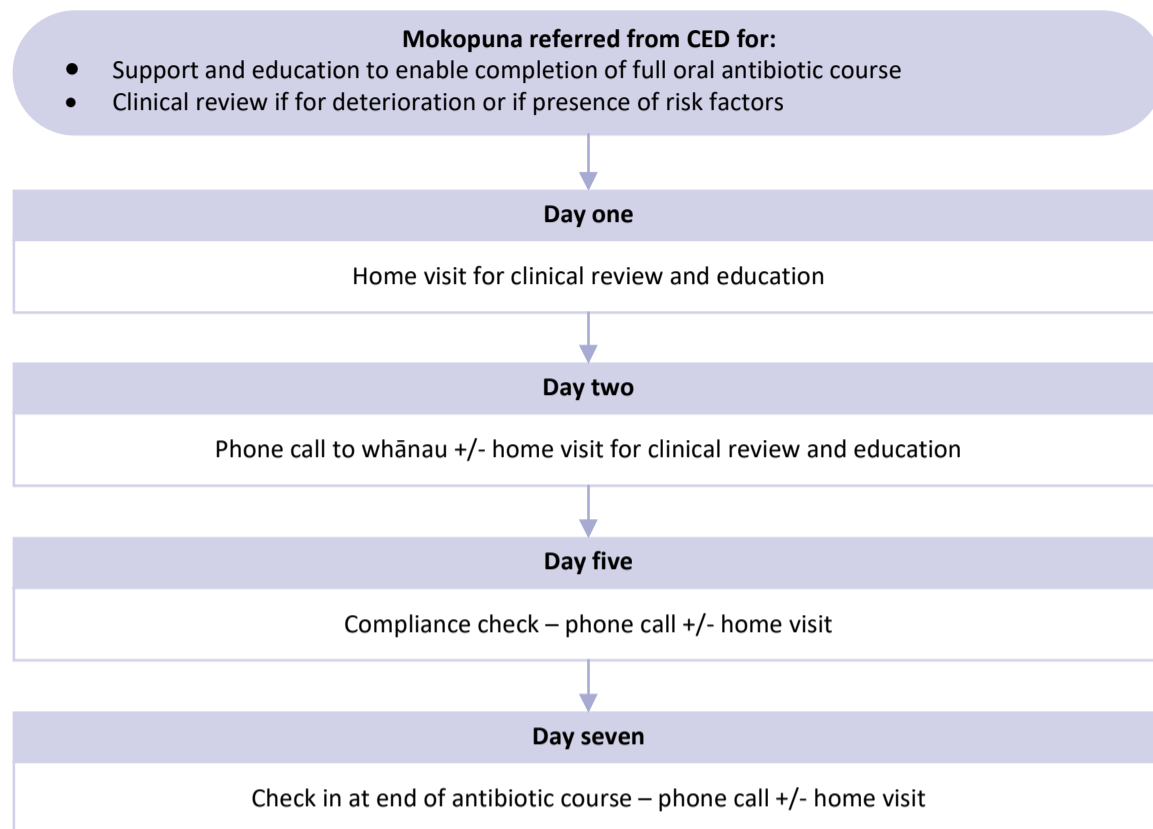 Mokopuna referred from CED for:
• Support and education to enable completion of full oral antibiotic course
• Clinical review if for deterioration or if presence of risk factors
Day one
Home visit for clinical review and education
Day two
Phone call to whānau +/- home visit for clinical review and education
Day five
Compliance check – phone call +/- home visit
Day seven
Check in at end of antibiotic course – phone call +/- home visit